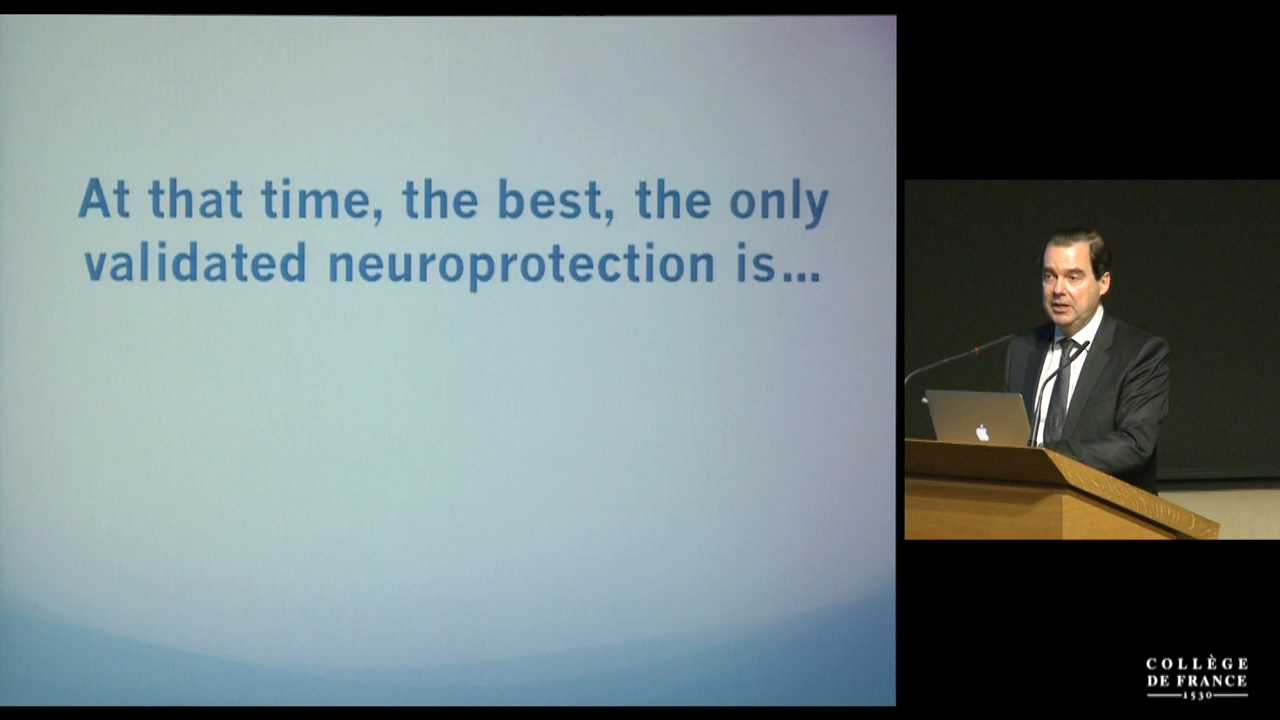 At that time, the best, the only
validated neuroprotection is...
COLLÈGE
DE FRANCE
1530